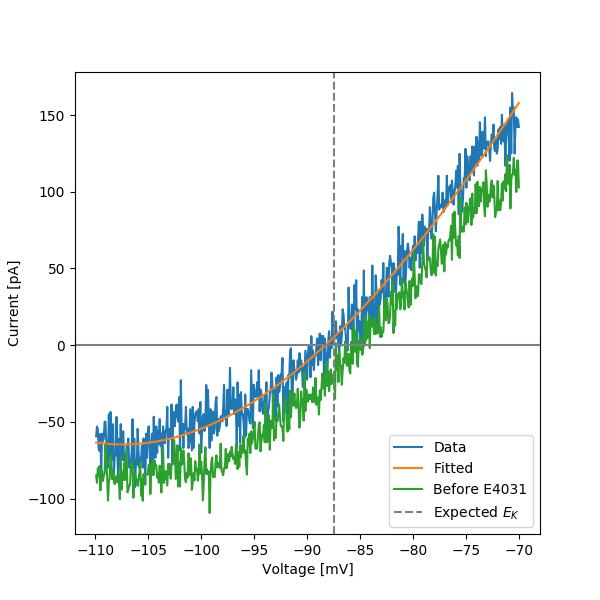 150
100
50
0
−50
−100
Current [pA]
Data
Fitted
Before E4031
Expected E_K
−110 −105 −100 −95 −90 −85 −80 −75 −70
Voltage [mV]